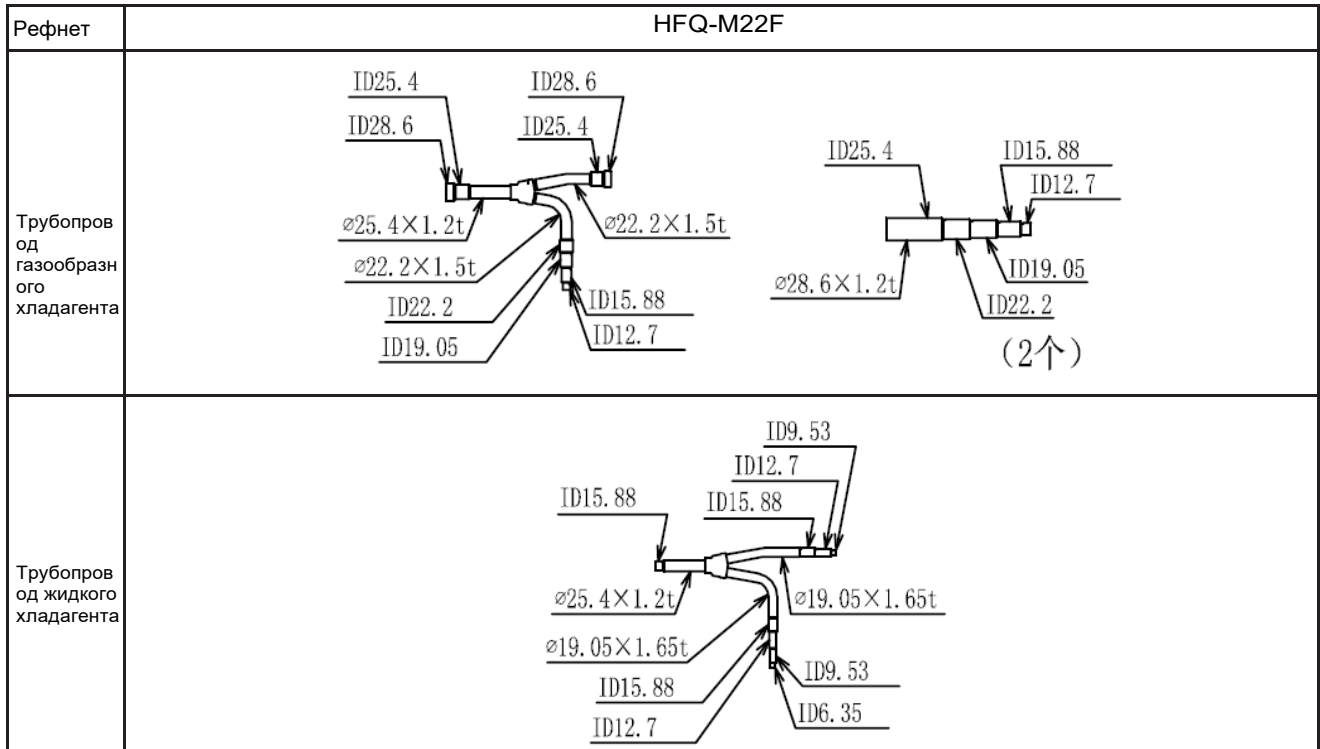 Рефнет
HFQ-M22F
Трубопров
од
газообразн
ого
хладагента
ID25.4
ID28.6
ID28.6
ID25.4
ø25.4×1.2t
ø22.2×1.5t
ø22.2×1.5t
ID22.2
ID15.88
ID19.05
ID12.7
ID25.4
ID15.88
ID12.7
ø28.6×1.2t
ID19.05
ID22.2
(2个)
Трубопров
од жидкого
хладагента
ID9.53
ID12.7
ID15.88
ID15.88
ø25.4×1.2t
ø19.05×1.65t
ø19.05×1.65t
ID15.88
ID9.53
ID12.7
ID6.35